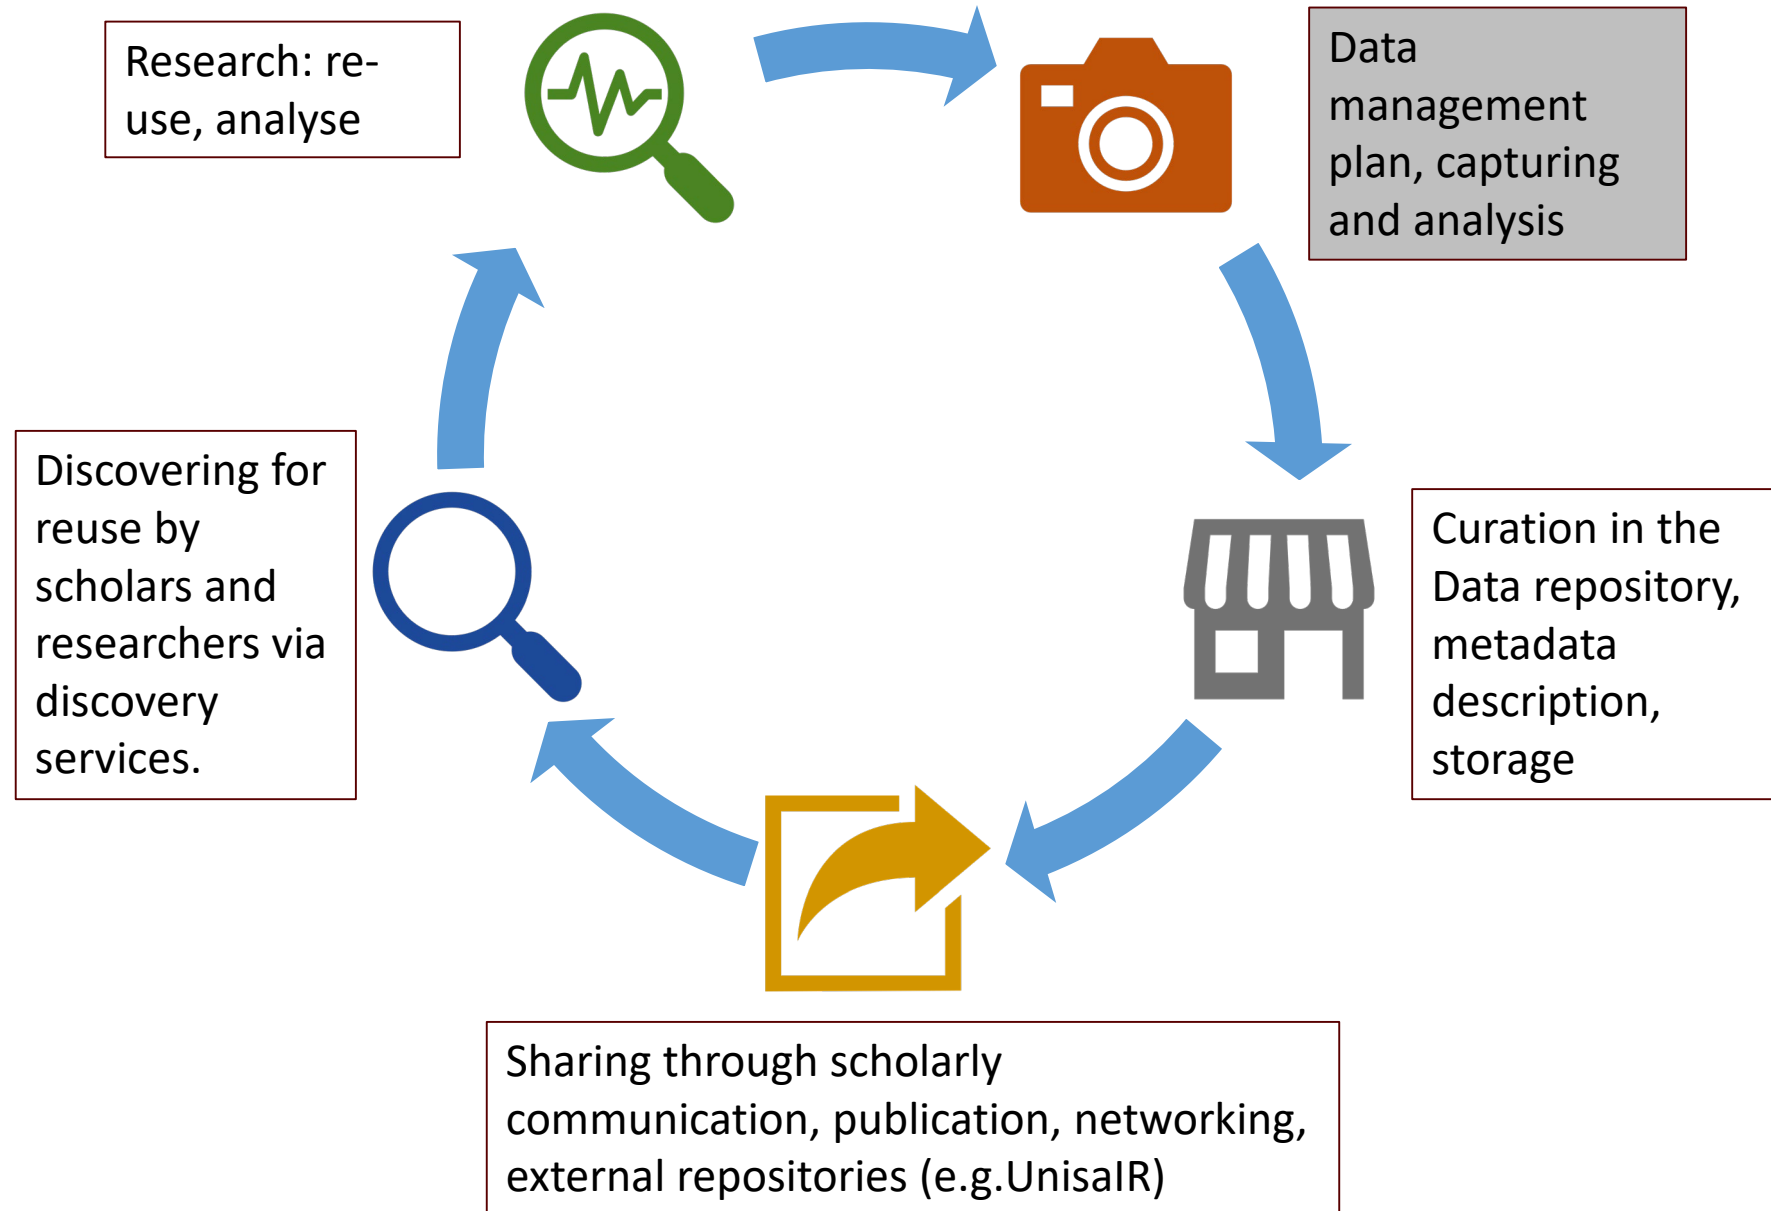 Research: re-
use, analyse
Data
management
plan, capturing
and analysis
Curation in the
Data repository,
metadata
description,
storage
Sharing through scholarly
communication, publication, networking,
external repositories (e.g.UnisaIR)
Discovering for
reuse by
scholars and
researchers via
discovery
services.